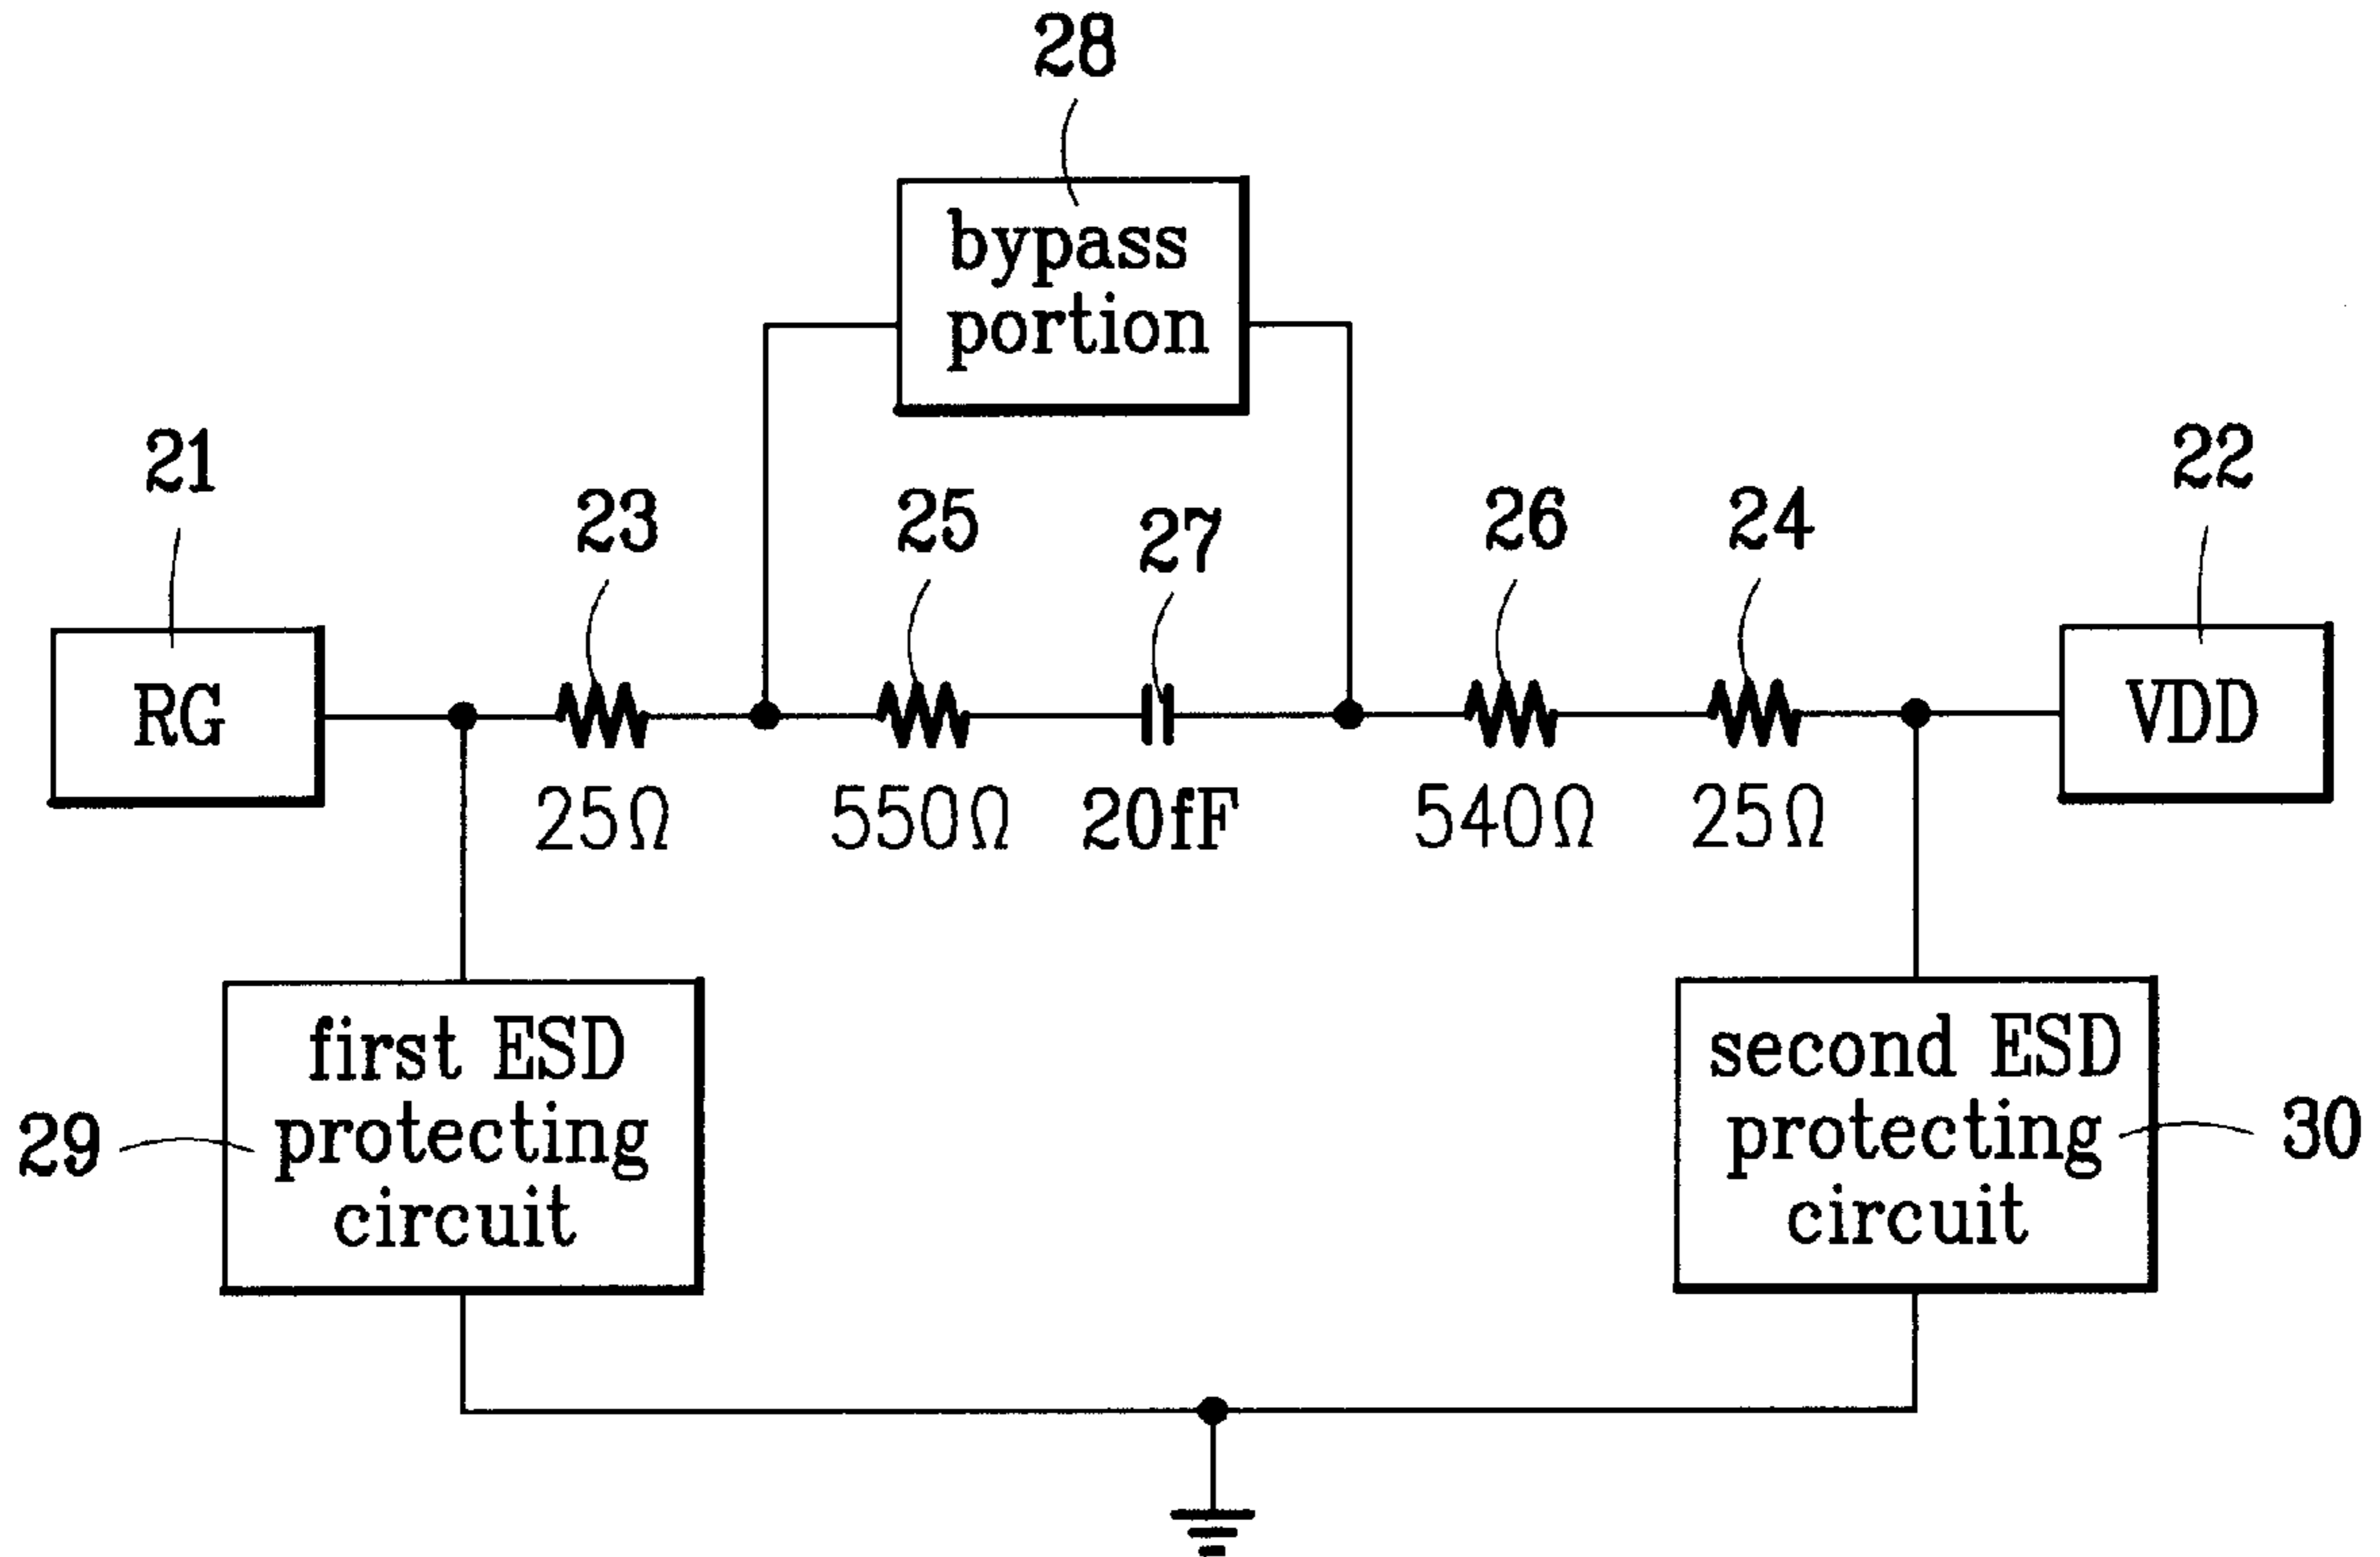 28
bypass
portion
21
22
23
25
27
26
24
RG
VDD
25Ω
550Ω
20fF
540Ω
25Ω
first ESD
protecting
circuit
29
second ESD
protecting
circuit
30